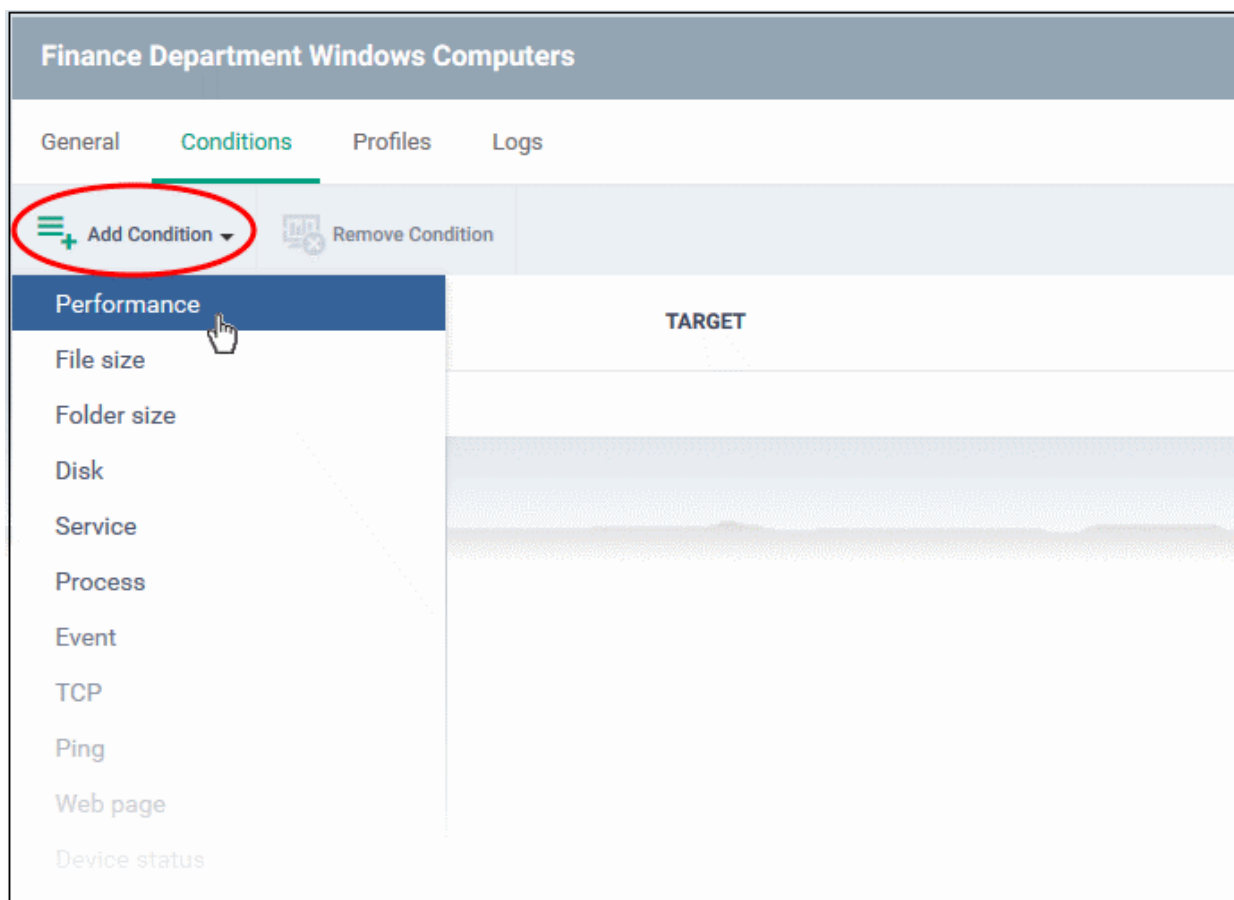 Finance Department Windows Computers
General Conditions Profiles Logs
Add Condition Remove Condition
Performance
TARGET
File size
Folder size
Disk
Service
Process
Event
TCP
Ping
Web page
Device status